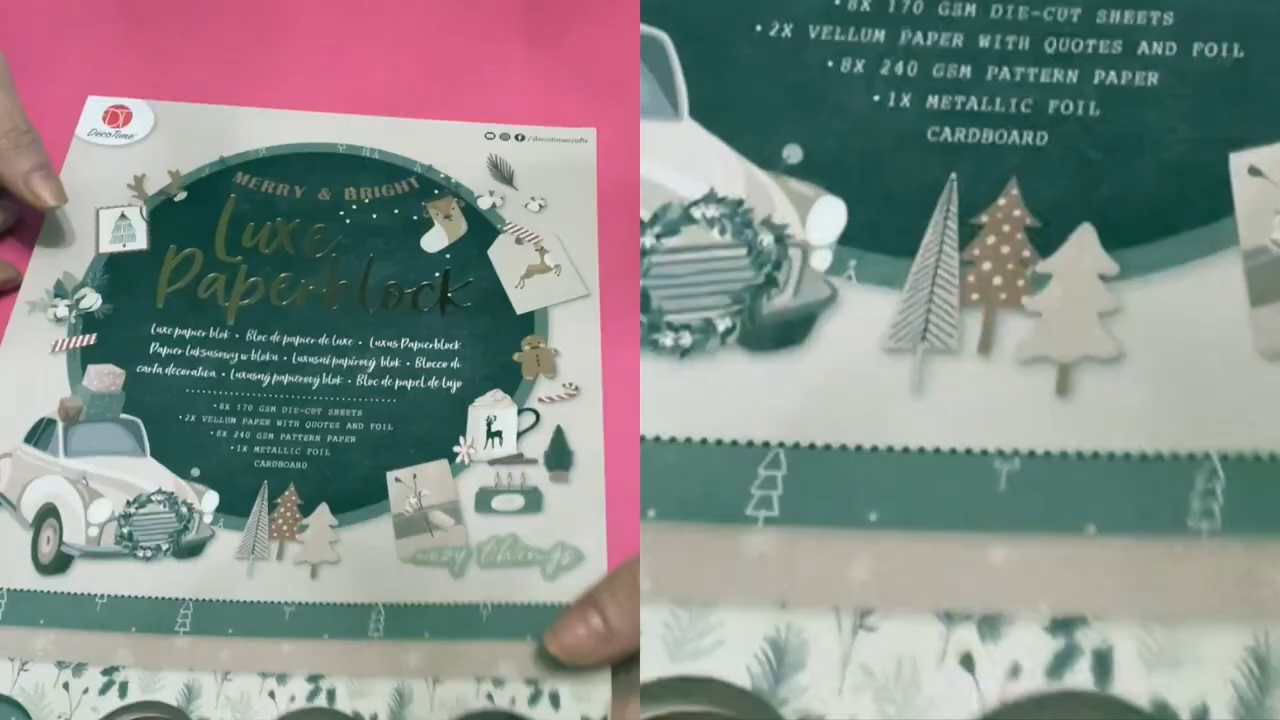 DT
DecoTime
/decotimecrafts
MERRY & BRIGHT
Luxe
Paperblock
Luxe papier blok • Bloc de papier de luxe • Luxus Papierblock
Papier luksusowy w bloku • Luxusní papírový blok • Blocco di
carta decorativa • Luxusný papierový blok • Bloc de papel de lujo
• 8X 170 GSM DIE-CUT SHEETS
• 2X VELLUM PAPER WITH QUOTES AND FOIL
• 8X 240 GSM PATTERN PAPER
• 1X METALLIC FOIL
CARDBOARD
cozy things
• 8X 170 GSM DIE-CUT SHEETS
• 2X VELLUM PAPER WITH QUOTES AND FOIL
• 8X 240 GSM PATTERN PAPER
• 1X METALLIC FOIL
CARDBOARD